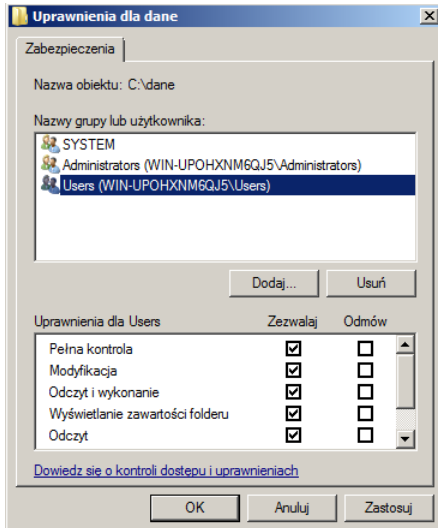 Uprawnienia dla dane
Zabezpieczenia
Nazwa obiektu: C:\dane
Nazwy grupy lub użytkownika:
SYSTEM
Administrators (WIN-UPOHXNM6QJ5\Administrators)
Users (WIN-UPOHXNM6QJ5\Users)
Dodaj... Usuń
Uprawnienia dla Users Zezwalaj Odmów
Pełna kontrola
Modyfikacja
Odczyt i wykonanie
Wyświetlanie zawartości folderu
Odczyt
Dowiedz się o kontroli dostępu i uprawnieniach
OK Anuluj Zastosuj